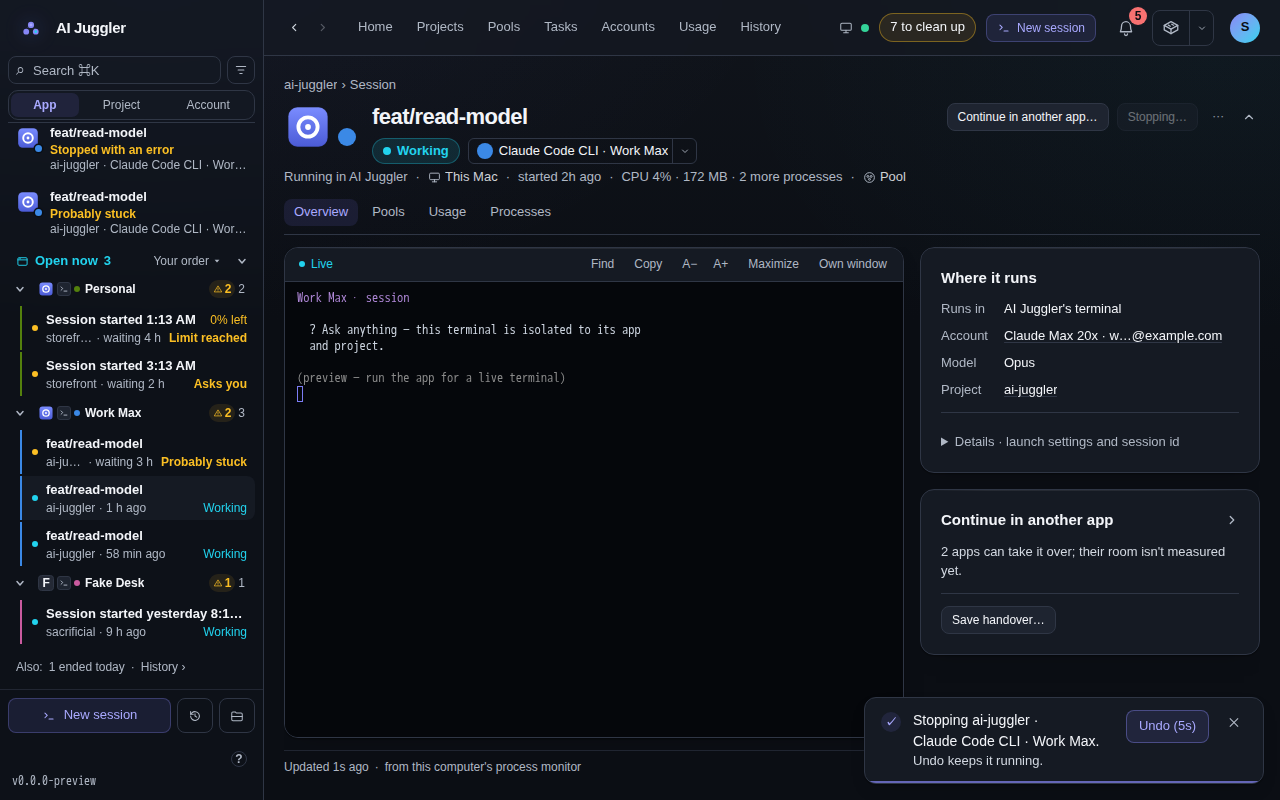 AI Juggler
Search ⌘K
App Project Account
feat/read-model
Stopped with an error
ai-juggler · Claude Code CLI · Wor…
feat/read-model
Probably stuck
ai-juggler · Claude Code CLI · Wor…
Open now 3 Your order
Personal 2 2
Session started 1:13 AM 0% left
storefr… · waiting 4 h Limit reached
Session started 3:13 AM
storefront · waiting 2 h Asks you
Work Max 2 3
feat/read-model
ai-ju… · waiting 3 h Probably stuck
feat/read-model
ai-juggler · 1 h ago Working
feat/read-model
ai-juggler · 58 min ago Working
F Fake Desk 1 1
Session started yesterday 8:1…
sacrificial · 9 h ago Working
Also: 1 ended today · History ›
New session
?
v0.0.0-preview
Home Projects Pools Tasks Accounts Usage History
7 to clean up New session 5 S
ai-juggler › Session
feat/read-model
Continue in another app… Stopping… ···
Working Claude Code CLI · Work Max
Running in AI Juggler · This Mac · started 2h ago · CPU 4% · 172 MB · 2 more processes · Pool
Overview Pools Usage Processes
Live Find Copy A− A+ Maximize Own window
Work Max · session
? Ask anything — this terminal is isolated to its app
and project.
(preview — run the app for a live terminal)
Where it runs
Runs in AI Juggler's terminal
Account Claude Max 20x · w…@example.com
Model Opus
Project ai-juggler
Details · launch settings and session id
Continue in another app
2 apps can take it over; their room isn't measured
yet.
Save handover…
Updated 1s ago · from this computer's process monitor
Stopping ai-juggler ·
Claude Code CLI · Work Max.
Undo keeps it running.
Undo (5s)